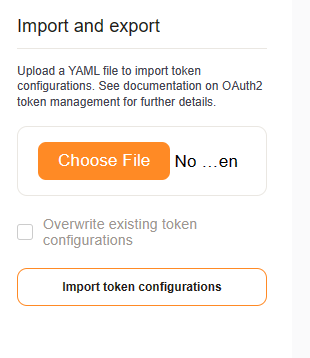 Import and export
Upload a YAML file to import token
configurations. See documentation on OAuth2
token management for further details.
Choose File No …en
Overwrite existing token
configurations
Import token configurations